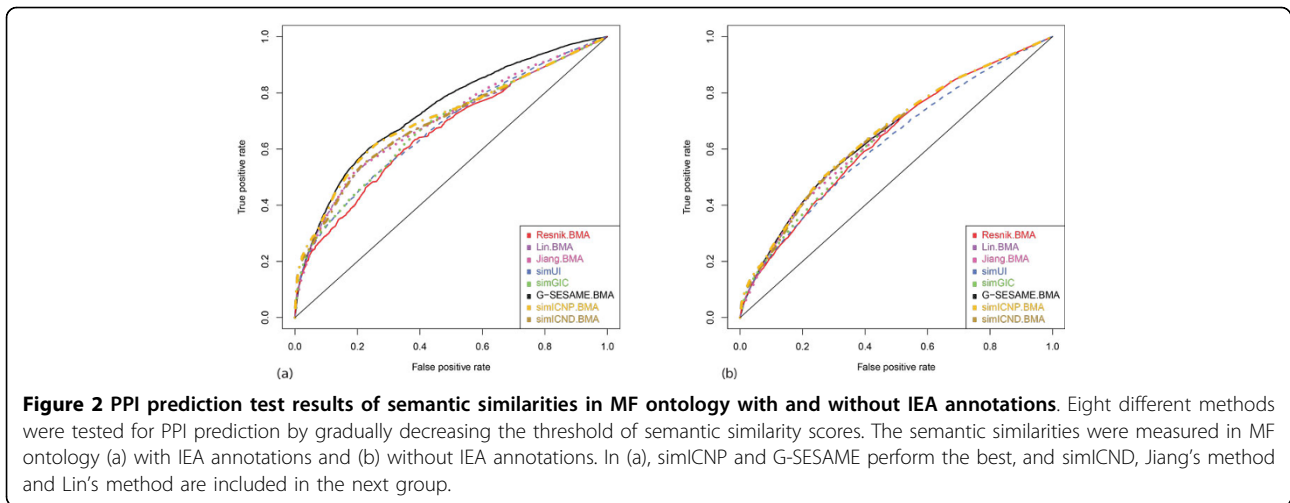 1.0
0.8
0.6
0.4
0.2
0.0
True positive rate
Resnik.BMA
Lin.BMA
Jiang.BMA
simUI
simGIC
G-SESAME.BMA
simICNP.BMA
simICND.BMA
0.0 0.2 0.4 0.6 0.8 1.0
False positive rate
(a)
1.0
0.8
0.6
0.4
0.2
0.0
True positive rate
Resnik.BMA
Lin.BMA
Jiang.BMA
simUI
simGIC
G-SESAME.BMA
simICNP.BMA
simICND.BMA
0.0 0.2 0.4 0.6 0.8 1.0
False positive rate
(b)
Figure 2 PPI prediction test results of semantic similarities in MF ontology with and without IEA annotations. Eight different methods
were tested for PPI prediction by gradually decreasing the threshold of semantic similarity scores. The semantic similarities were measured in MF
ontology (a) with IEA annotations and (b) without IEA annotations. In (a), simICNP and G-SESAME perform the best, and simICND, Jiang's method
and Lin's method are included in the next group.